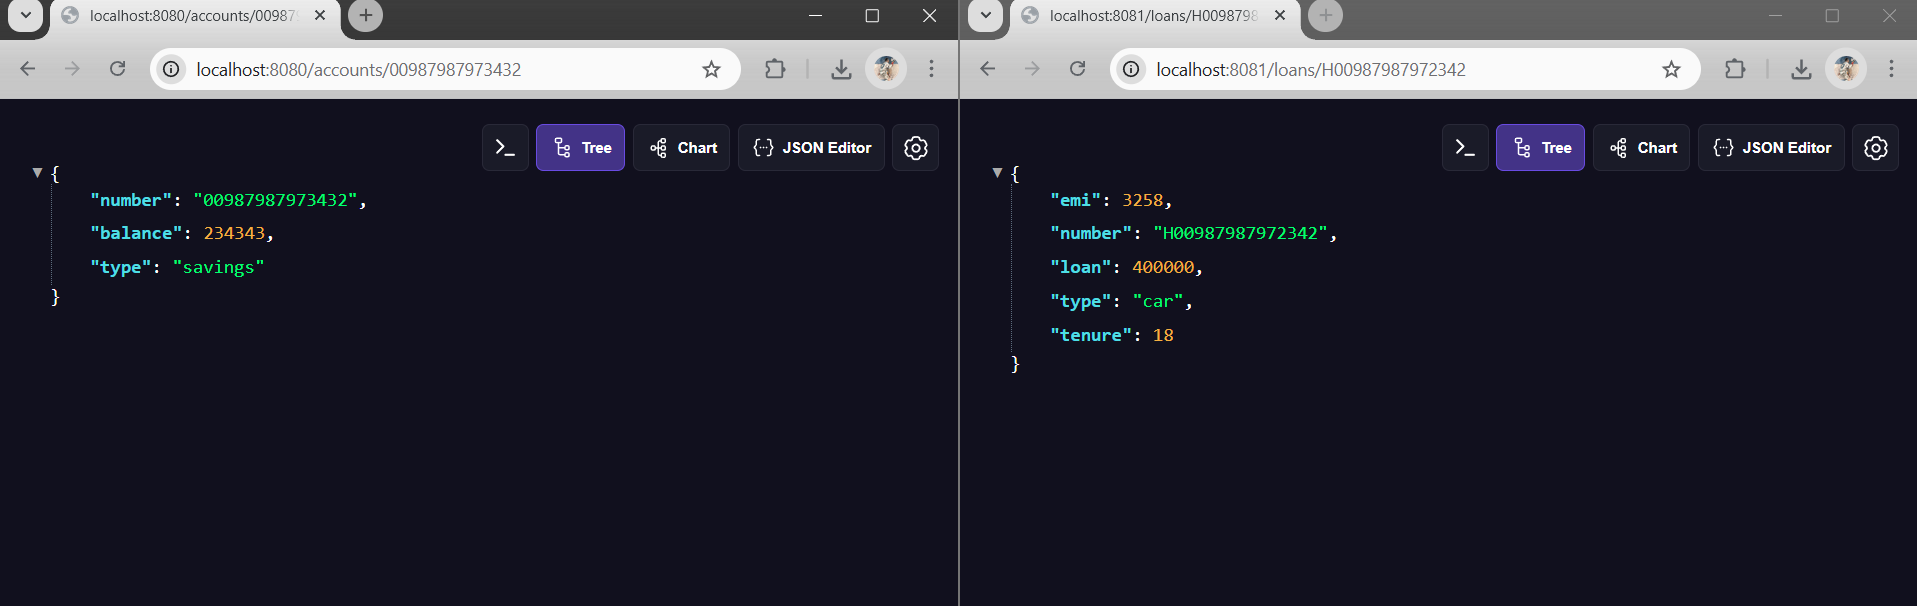 localhost:8080/accounts/00987
localhost:8080/accounts/00987987973432
Tree
Chart
{···} JSON Editor
{
"number": "00987987973432",
"balance": 234343,
"type": "savings"
}
localhost:8081/loans/H0098798
localhost:8081/loans/H00987987972342
Tree
Chart
{···} JSON Editor
{
"emi": 3258,
"number": "H00987987972342",
"loan": 400000,
"type": "car",
"tenure": 18
}